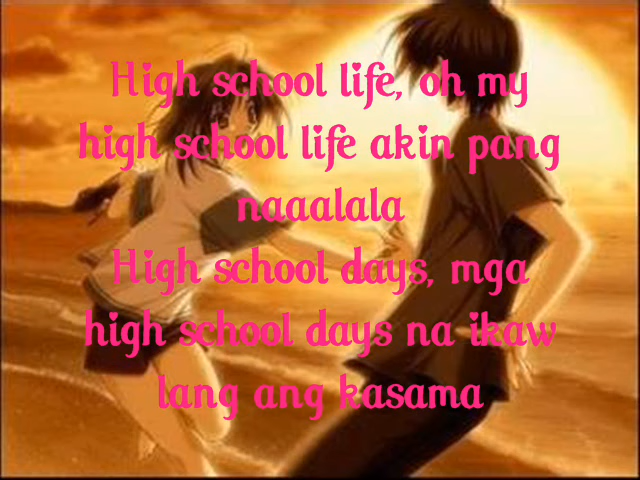 High school life, oh my
high school life akin pang
naaalala
High school days, mga
high school days na ikaw
lang ang kasama